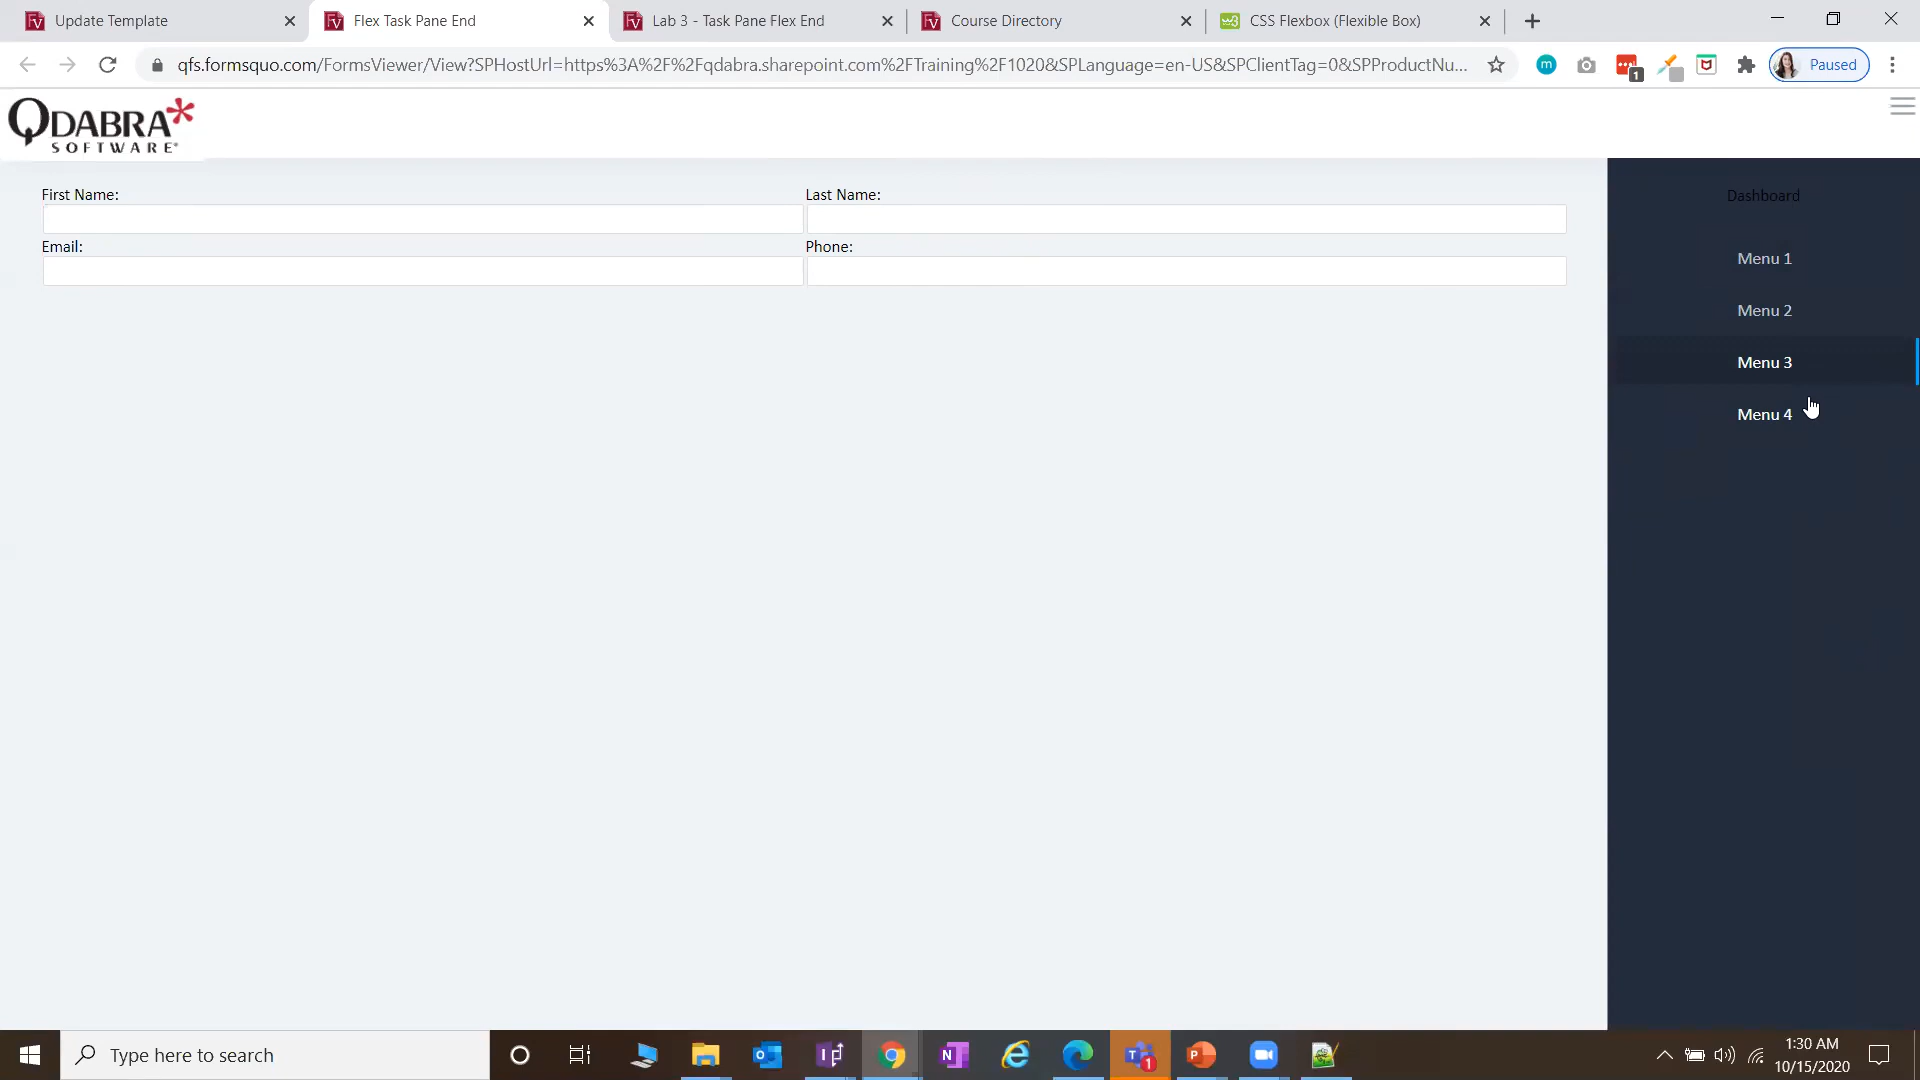 Update Template
Flex Task Pane End
Lab 3 - Task Pane Flex End
Course Directory
CSS Flexbox (Flexible Box)
qfs.formsquo.com/FormsViewer/View?SPHostUrl=https%3A%2F%2Fqdabra.sharepoint.com%2FTraining%2F1020&SPLanguage=en-US&SPClientTag=0&SPProductNu...
m
1
Paused
QDABRA
SOFTWARE®
First Name:
Last Name:
Email:
Phone:
Dashboard
Menu 1
Menu 2
Menu 3
Menu 4
Type here to search
1:30 AM
10/15/2020